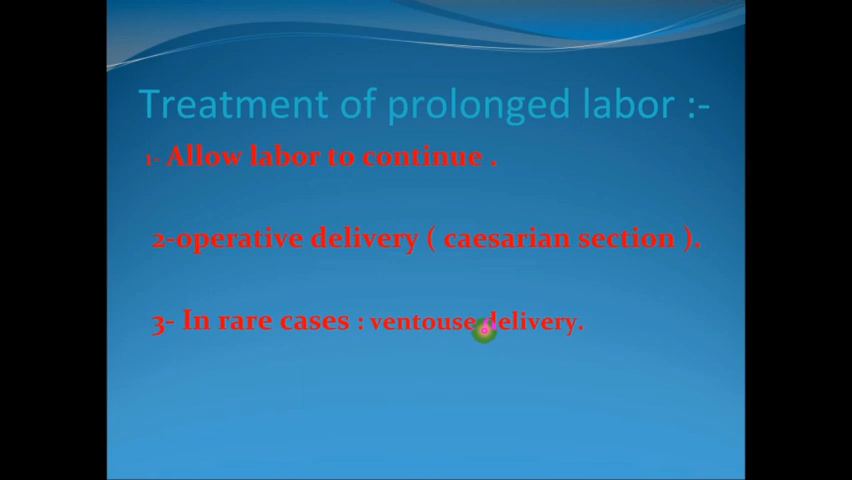 Treatment of prolonged labor :-
1- Allow labor to continue .
2-operative delivery ( caesarian section ).
3- In rare cases : ventouse delivery.